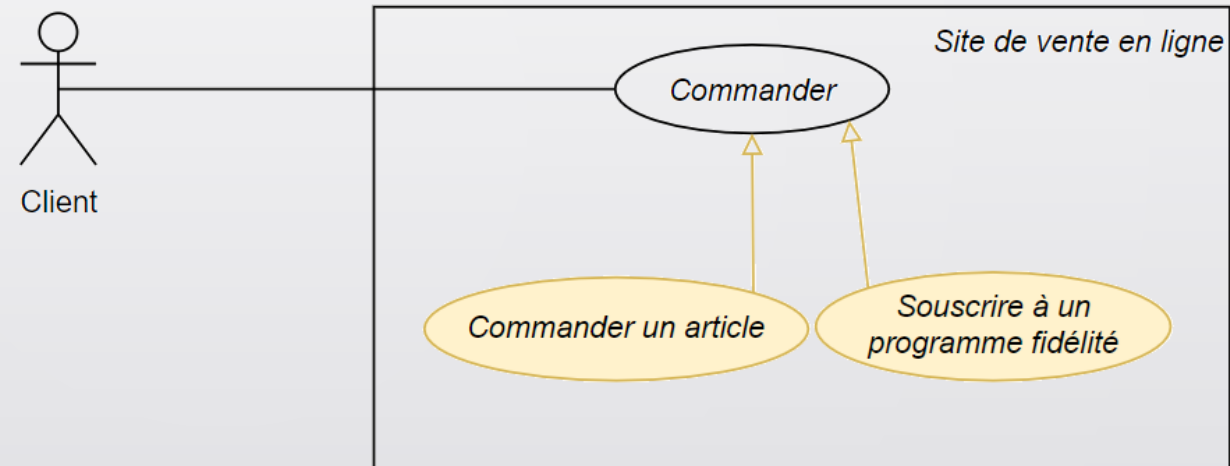 Site de vente en ligne
Commander
Client
Commander un article
Souscrire à un
programme fidélité